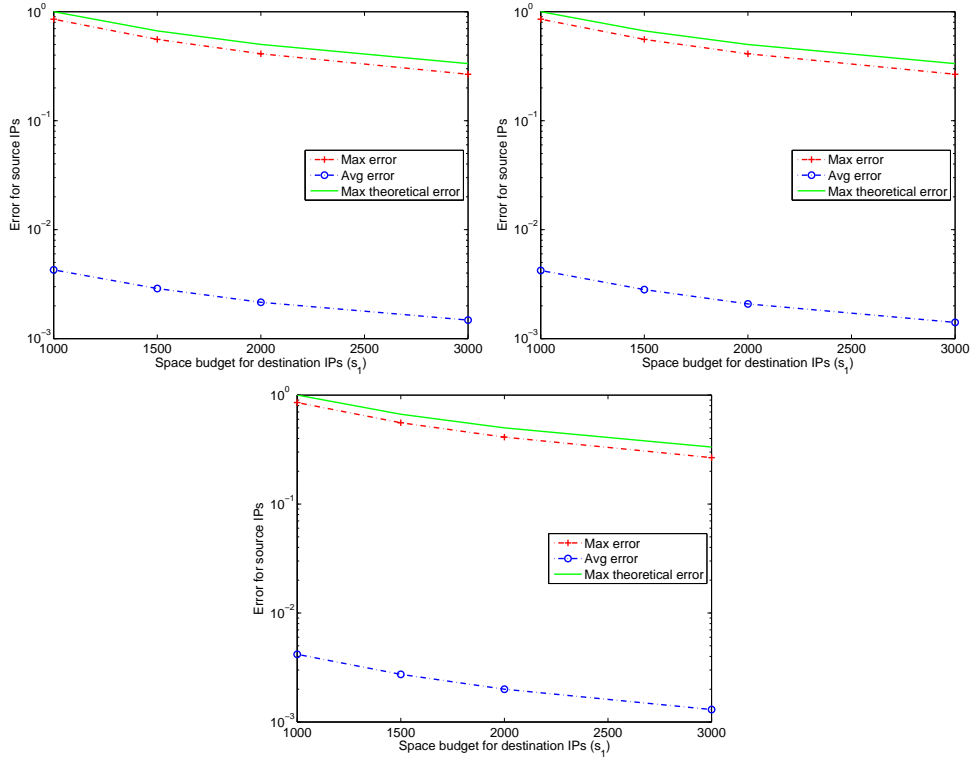 10^0
10^-1
10^-2
10^-3
Error for source IPs
Max error
Avg error
Max theoretical error
1000 1500 2000 2500 3000
Space budget for destination IPs (s_1)
10^0
10^-1
10^-2
10^-3
Error for source IPs
Max error
Avg error
Max theoretical error
1000 1500 2000 2500 3000
Space budget for destination IPs (s_1)
10^0
10^-1
10^-2
10^-3
Error for source IPs
Max error
Avg error
Max theoretical error
1000 1500 2000 2500 3000
Space budget for destination IPs (s_1)